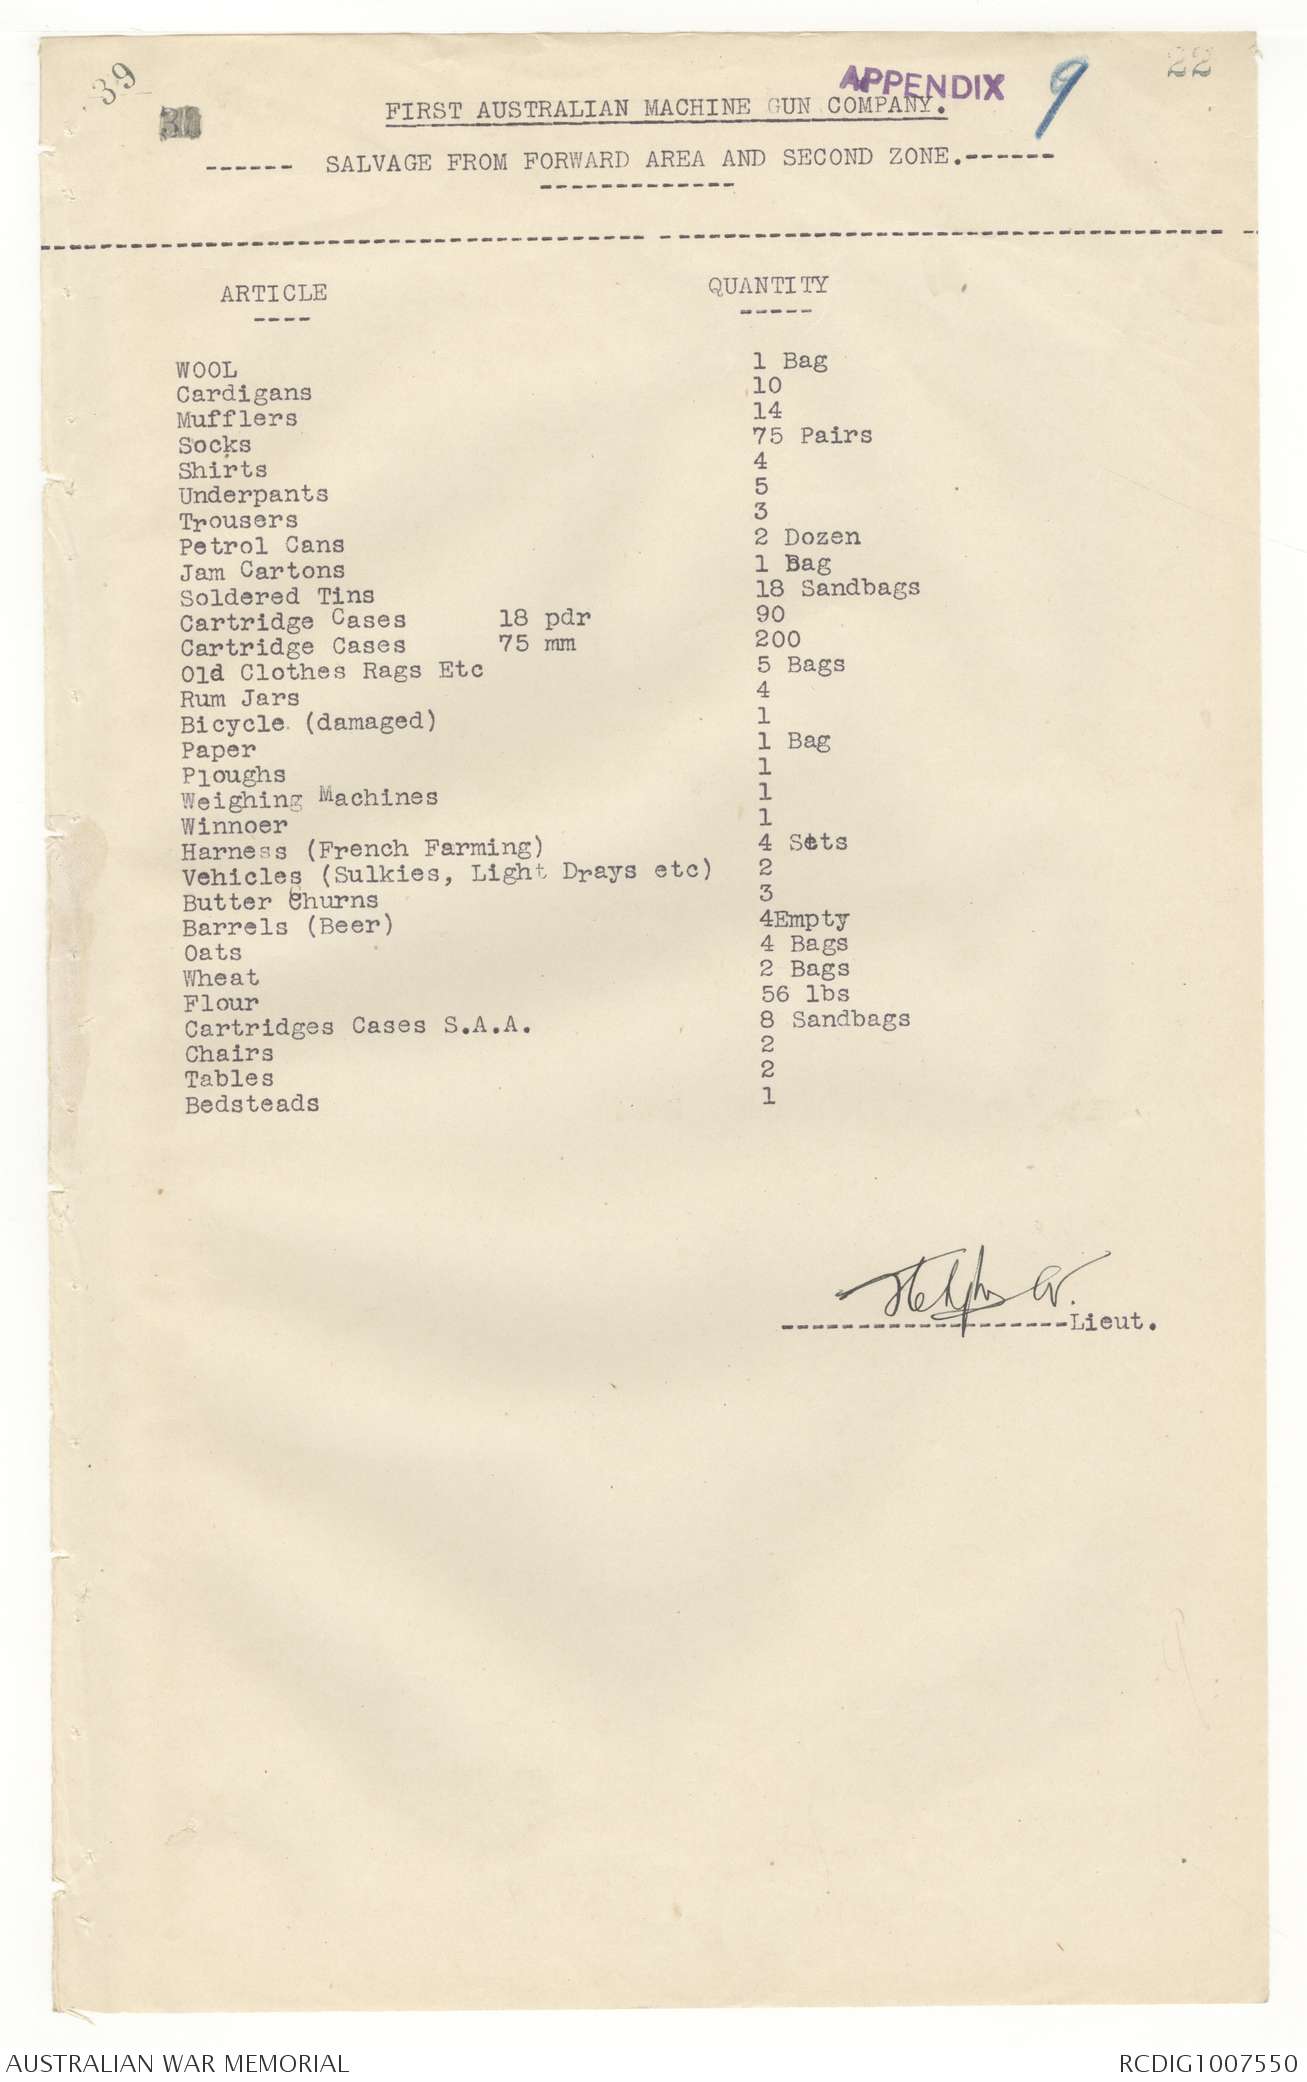 39
22
APPENDIX 9
FIRST AUSTRALIAN MACHINE GUN COMPANY.
------ SALVAGE FROM FORWARD AREA AND SECOND ZONE.------
ARTICLE QUANTITY
WOOL 1 Bag
Cardigans 10
Mufflers 14
Socks 75 Pairs
Shirts 4
Underpants 5
Trousers 3
Petrol Cans 2 Dozen
Jam Cartons 1 Bag
Soldered Tins 18 Sandbags
Cartridge Cases 18 pdr 90
Cartridge Cases 75 mm 200
Old Clothes Rags Etc 5 Bags
Rum Jars 4
Bicycle (damaged) 1
Paper 1 Bag
Ploughs 1
Weighing Machines 1
Winnoer 1
Harness (French Farming) 4 Sets
Vehicles (Sulkies, Light Drays etc) 2
Butter Churns 3
Barrels (Beer) 4Empty
Oats 4 Bags
Wheat 2 Bags
Flour 56 lbs
Cartridges Cases S.A.A. 8 Sandbags
Chairs 2
Tables 2
Bedsteads 1
-------------------Lieut.
AUSTRALIAN WAR MEMORIAL
RCDIG1007550